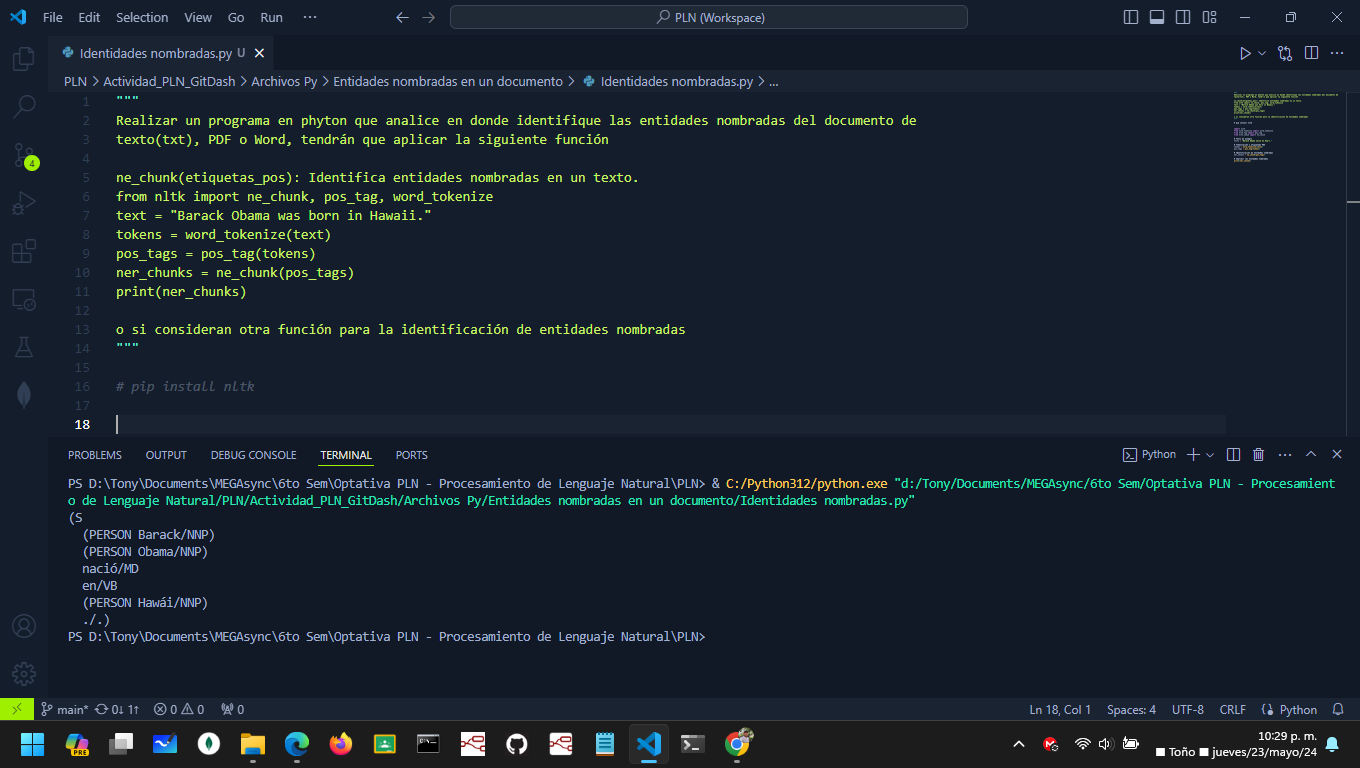 File Edit Selection View Go Run ··· PLN (Workspace)
Identidades nombradas.py U
PLN > Actividad_PLN_GitDash > Archivos Py > Entidades nombradas en un documento > Identidades nombradas.py > ...
1 """
2 Realizar un programa en phyton que analice en donde identifique las entidades nombradas del documento de
3 texto(txt), PDF o Word, tendrán que aplicar la siguiente función
4
5 ne_chunk(etiquetas_pos): Identifica entidades nombradas en un texto.
6 from nltk import ne_chunk, pos_tag, word_tokenize
7 text = "Barack Obama was born in Hawaii."
8 tokens = word_tokenize(text)
9 pos_tags = pos_tag(tokens)
10 ner_chunks = ne_chunk(pos_tags)
11 print(ner_chunks)
12
13 o si consideran otra función para la identificación de entidades nombradas
14 """
15
16 # pip install nltk
17
18
4
PROBLEMS OUTPUT DEBUG CONSOLE TERMINAL PORTS Python
PS D:\Tony\Documents\MEGAsync\6to Sem\Optativa PLN - Procesamiento de Lenguaje Natural\PLN> & C:/Python312/python.exe "d:/Tony/Documents/MEGAsync/6to Sem/Optativa PLN - Procesamient
o de Lenguaje Natural/PLN/Actividad_PLN_GitDash/Archivos Py/Entidades nombradas en un documento/Identidades nombradas.py"
(S
(PERSON Barack/NNP)
(PERSON Obama/NNP)
nació/MD
en/VB
(PERSON Hawái/NNP)
./.)
PS D:\Tony\Documents\MEGAsync\6to Sem\Optativa PLN - Procesamiento de Lenguaje Natural\PLN>
main* 0↓ 1↑ 0 0 0 Ln 18, Col 1 Spaces: 4 UTF-8 CRLF Python
PRE
10:29 p. m.
■ Toño ■ jueves/23/mayo/24